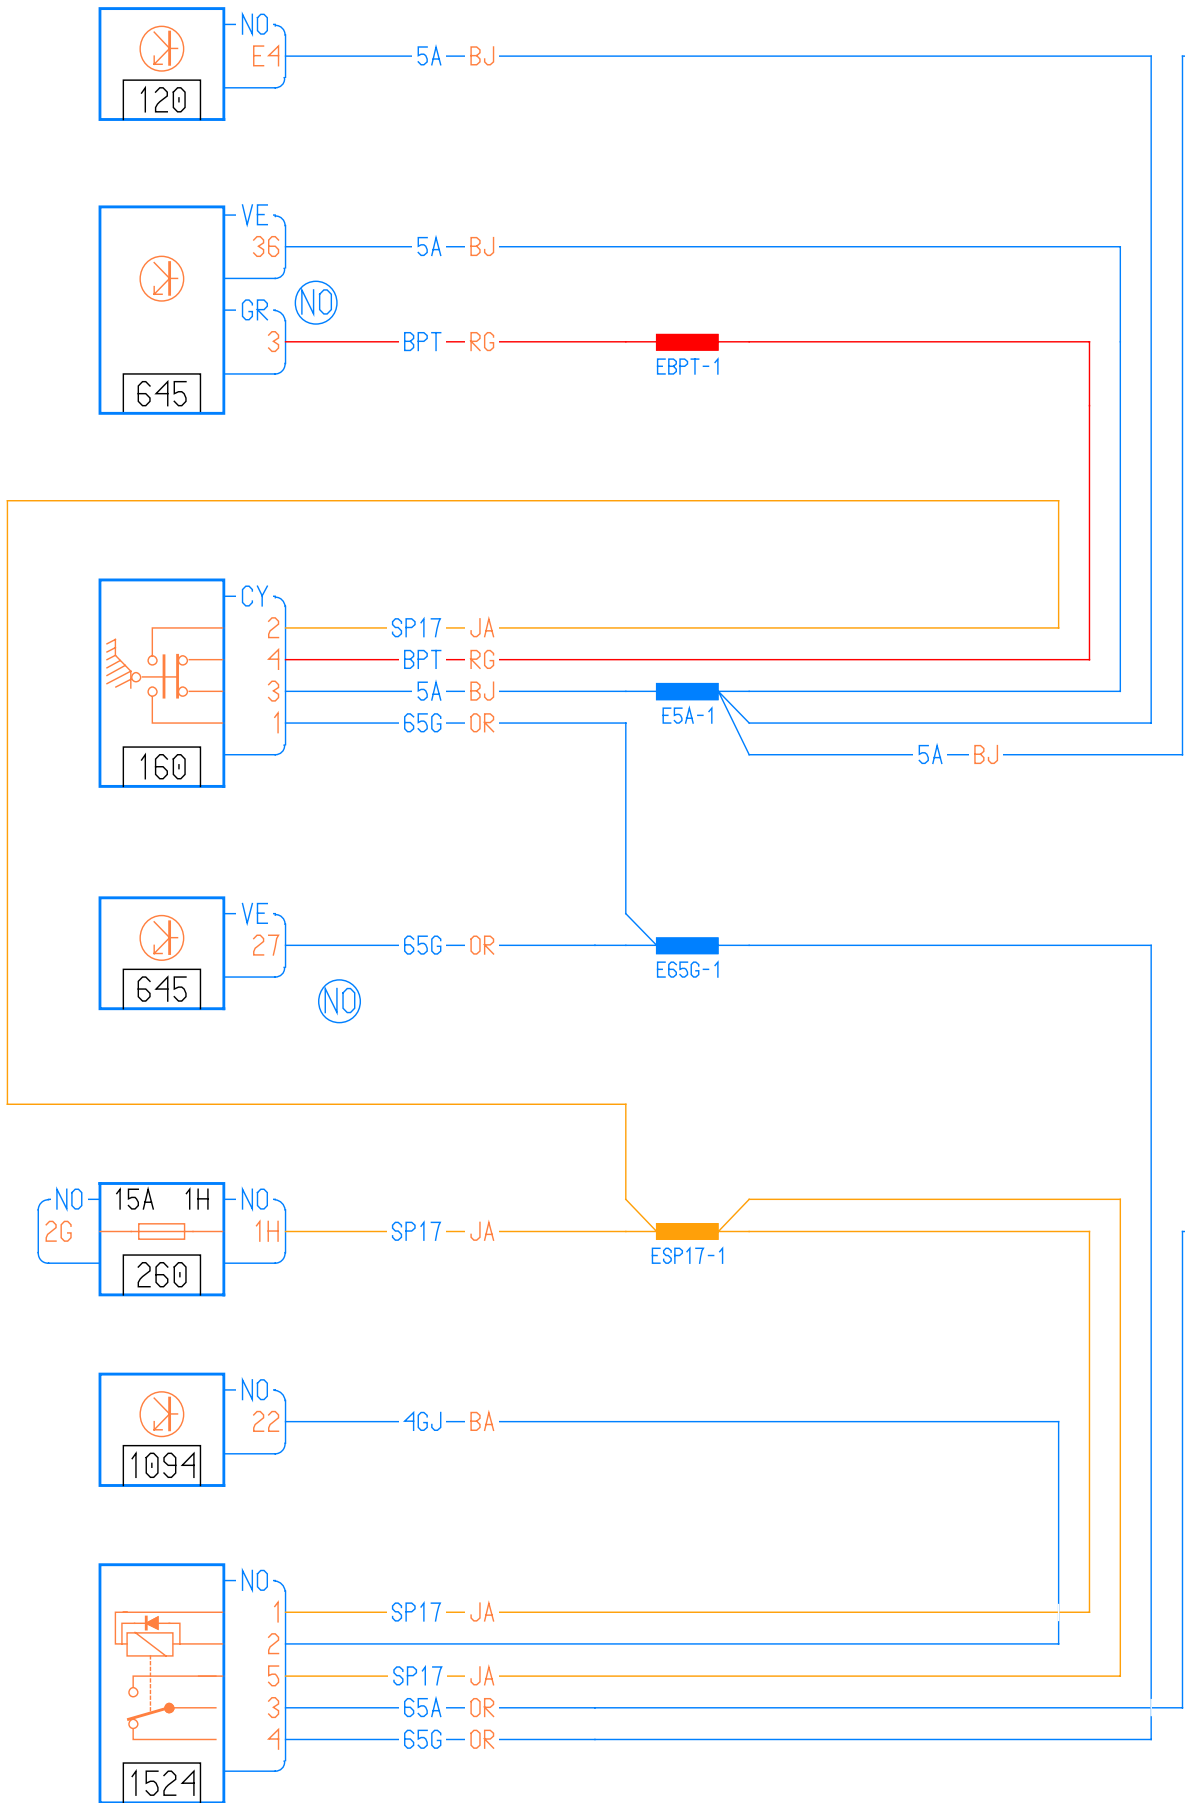 NO
E4 5A BJ
120
VE
36 5A BJ
NO
GR
3 BPT RG
EBPT-1
645
CY
2 SP17 JA
4 BPT RG
3 5A BJ
E5A-1
1 65G OR
5A BJ
160
VE
27 65G OR
E65G-1
645
NO
NO 15A 1H NO
2G 1H SP17 JA
ESP17-1
260
NO
22 4GJ BA
1094
NO
1 SP17 JA
2
5 SP17 JA
3 65A OR
4 65G OR
1524